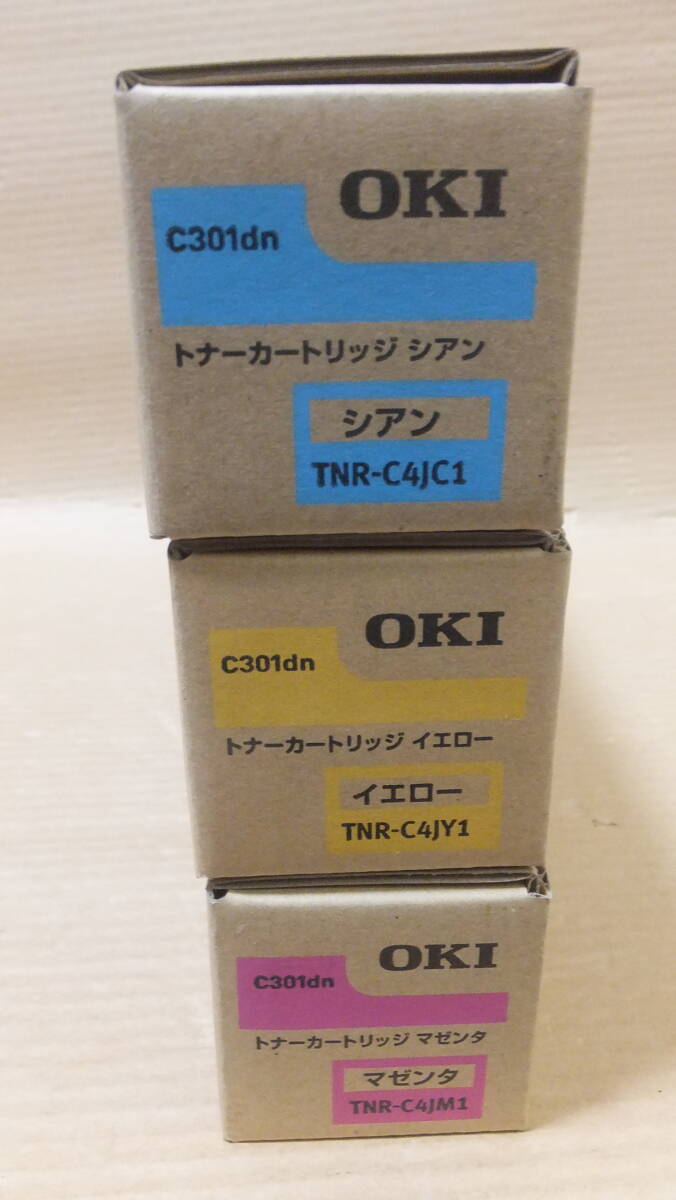 OKI
C301dn
トナーカートリッジ シアン
シアン
TNR-C4JC1
OKI
C301dn
トナーカートリッジ イエロー
イエロー
TNR-C4JY1
OKI
C301dn
トナーカートリッジ マゼンタ
マゼンタ
TNR-C4JM1